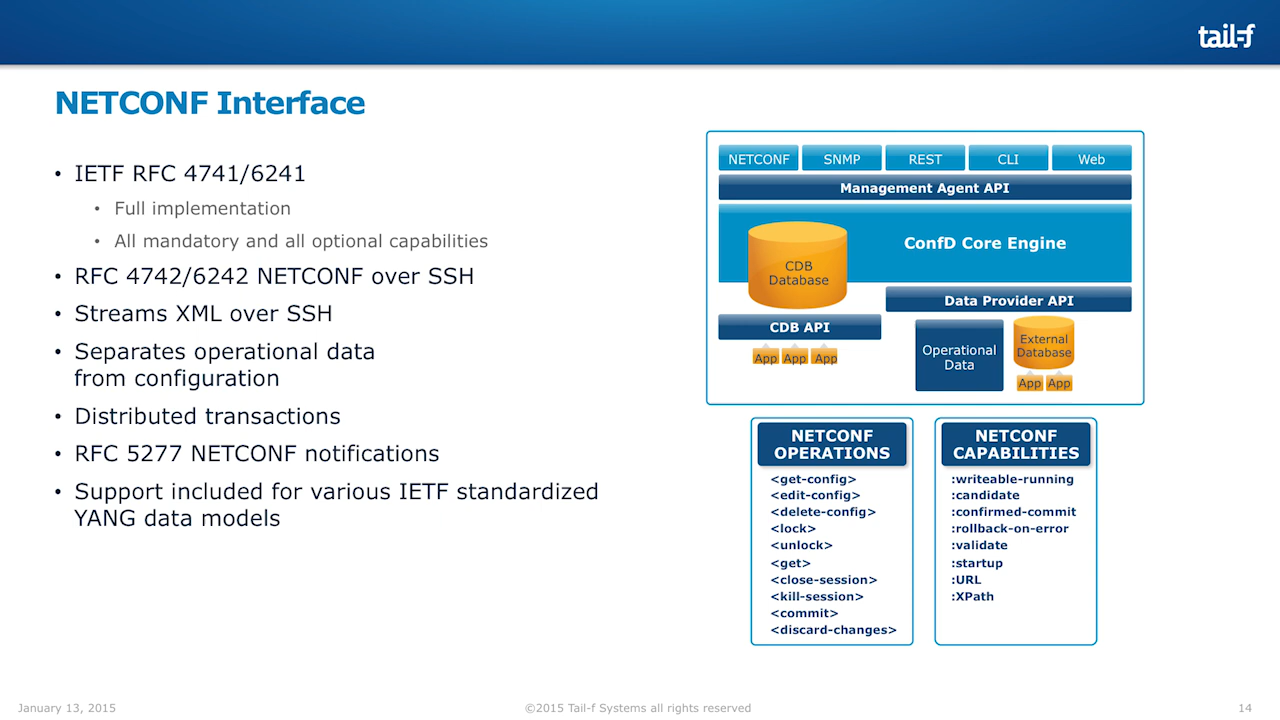 tail-f
NETCONF Interface
• IETF RFC 4741/6241
• Full implementation
• All mandatory and all optional capabilities
• RFC 4742/6242 NETCONF over SSH
• Streams XML over SSH
• Separates operational data
from configuration
• Distributed transactions
• RFC 5277 NETCONF notifications
• Support included for various IETF standardized
YANG data models
NETCONF SNMP REST CLI Web
Management Agent API
ConfD Core Engine
CDB
Database
Data Provider API
CDB API
App App App
Operational
Data
External
Database
App App
NETCONF
OPERATIONS
<get-config>
<edit-config>
<delete-config>
<lock>
<unlock>
<get>
<close-session>
<kill-session>
<commit>
<discard-changes>
NETCONF
CAPABILITIES
:writeable-running
:candidate
:confirmed-commit
:rollback-on-error
:validate
:startup
:URL
:XPath
January 13, 2015
©2015 Tail-f Systems all rights reserved
14